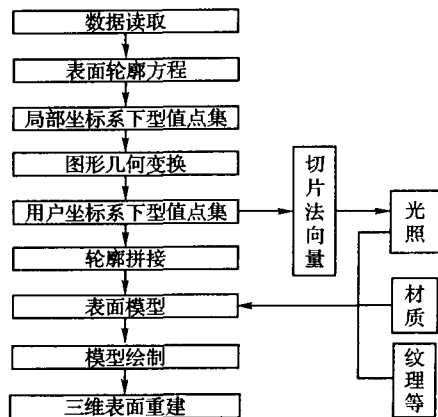 数据读取
表面轮廓方程
局部坐标系下型值点集
图形几何变换
用户坐标系下型值点集
轮廓拼接
表面模型
模型绘制
三维表面重建
切片法向量
光照
材质
纹理等